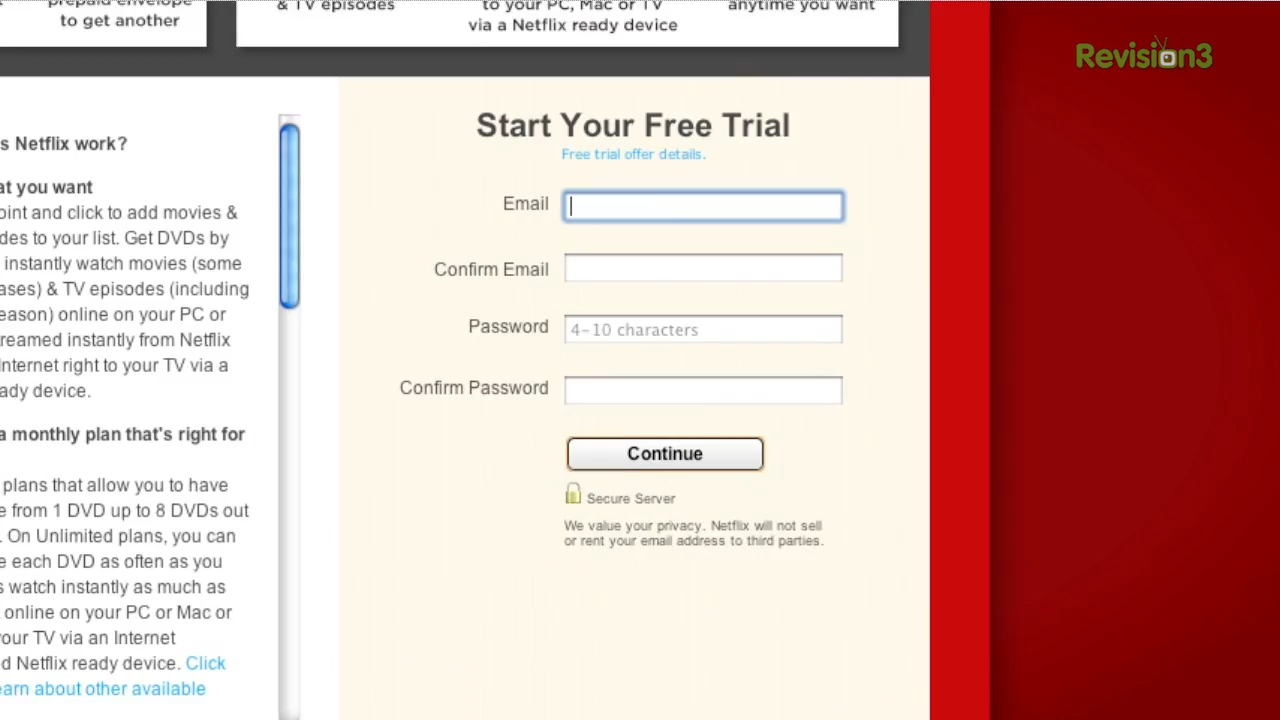 prepaid envelope
to get another
& TV episodes
to your PC, Mac or TV
via a Netflix ready device
anytime you want
Revision3
s Netflix work?
at you want
oint and click to add movies &
des to your list. Get DVDs by
instantly watch movies (some
ases) & TV episodes (including
eason) online on your PC or
reamed instantly from Netflix
Internet right to your TV via a
ady device.
a monthly plan that's right for
plans that allow you to have
e from 1 DVD up to 8 DVDs out
. On Unlimited plans, you can
e each DVD as often as you
s watch instantly as much as
online on your PC or Mac or
our TV via an Internet
d Netflix ready device. Click
earn about other available
Start Your Free Trial
Free trial offer details.
Email
Confirm Email
Password
4-10 characters
Confirm Password
Continue
Secure Server
We value your privacy. Netflix will not sell
or rent your email address to third parties.